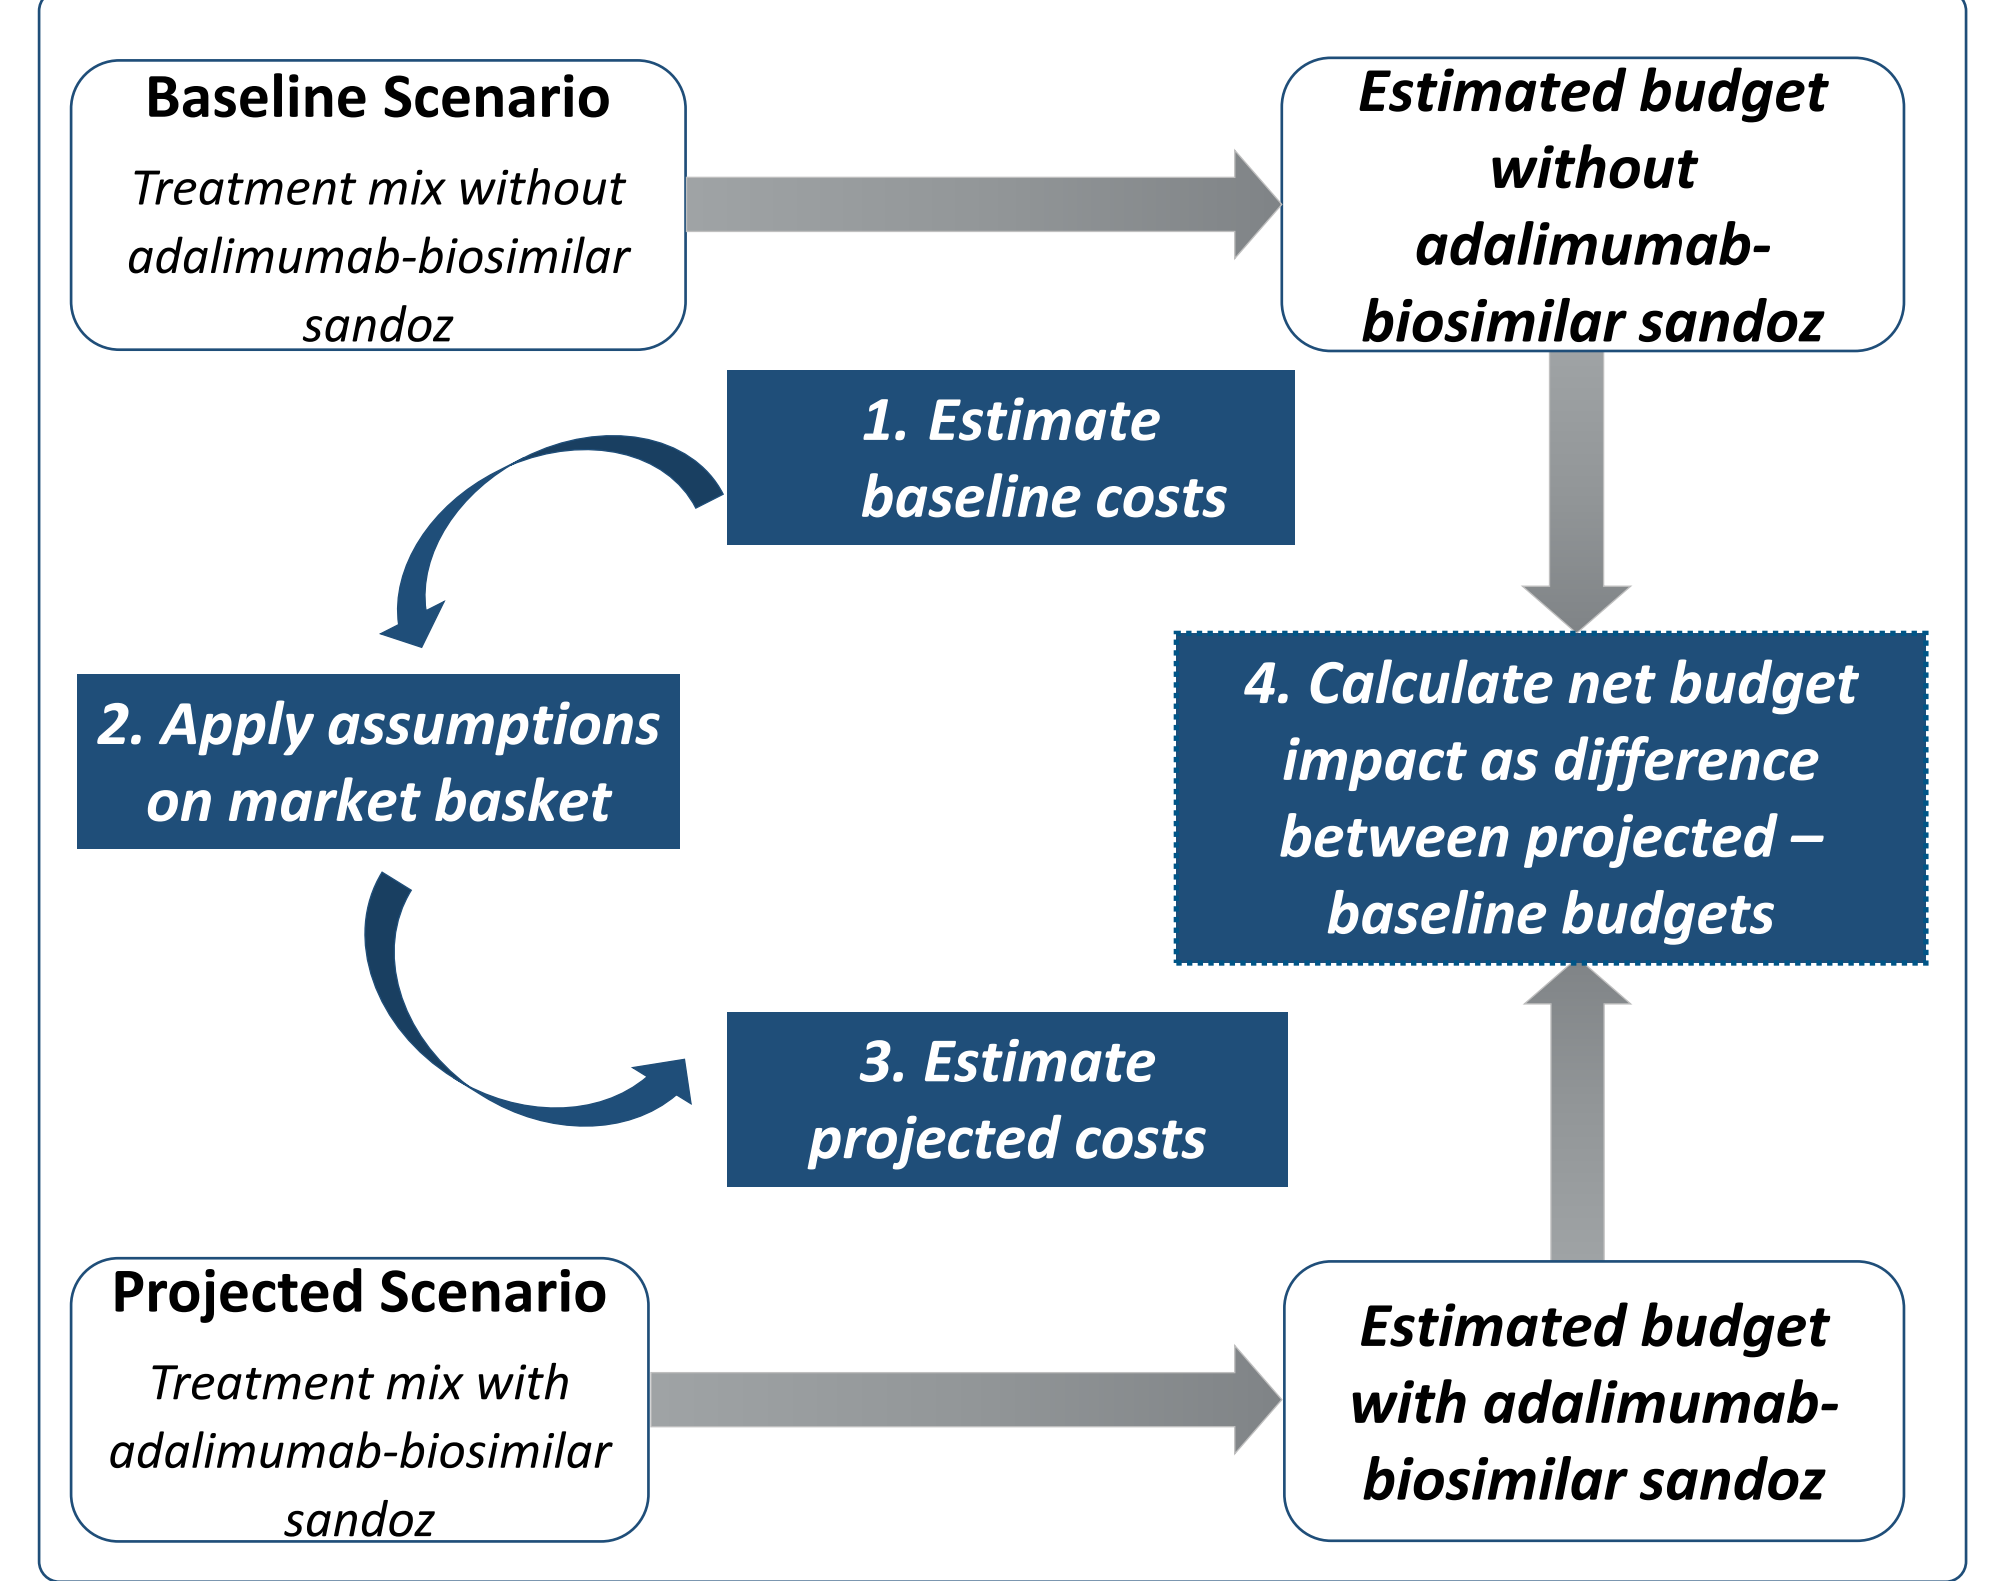 Baseline Scenario
Treatment mix without
adalimumab-biosimilar
sandoz
Estimated budget
without
adalimumab-
biosimilar sandoz
1. Estimate
baseline costs
2. Apply assumptions
on market basket
4. Calculate net budget
impact as difference
between projected –
baseline budgets
3. Estimate
projected costs
Projected Scenario
Treatment mix with
adalimumab-biosimilar
sandoz
Estimated budget
with adalimumab-
biosimilar sandoz